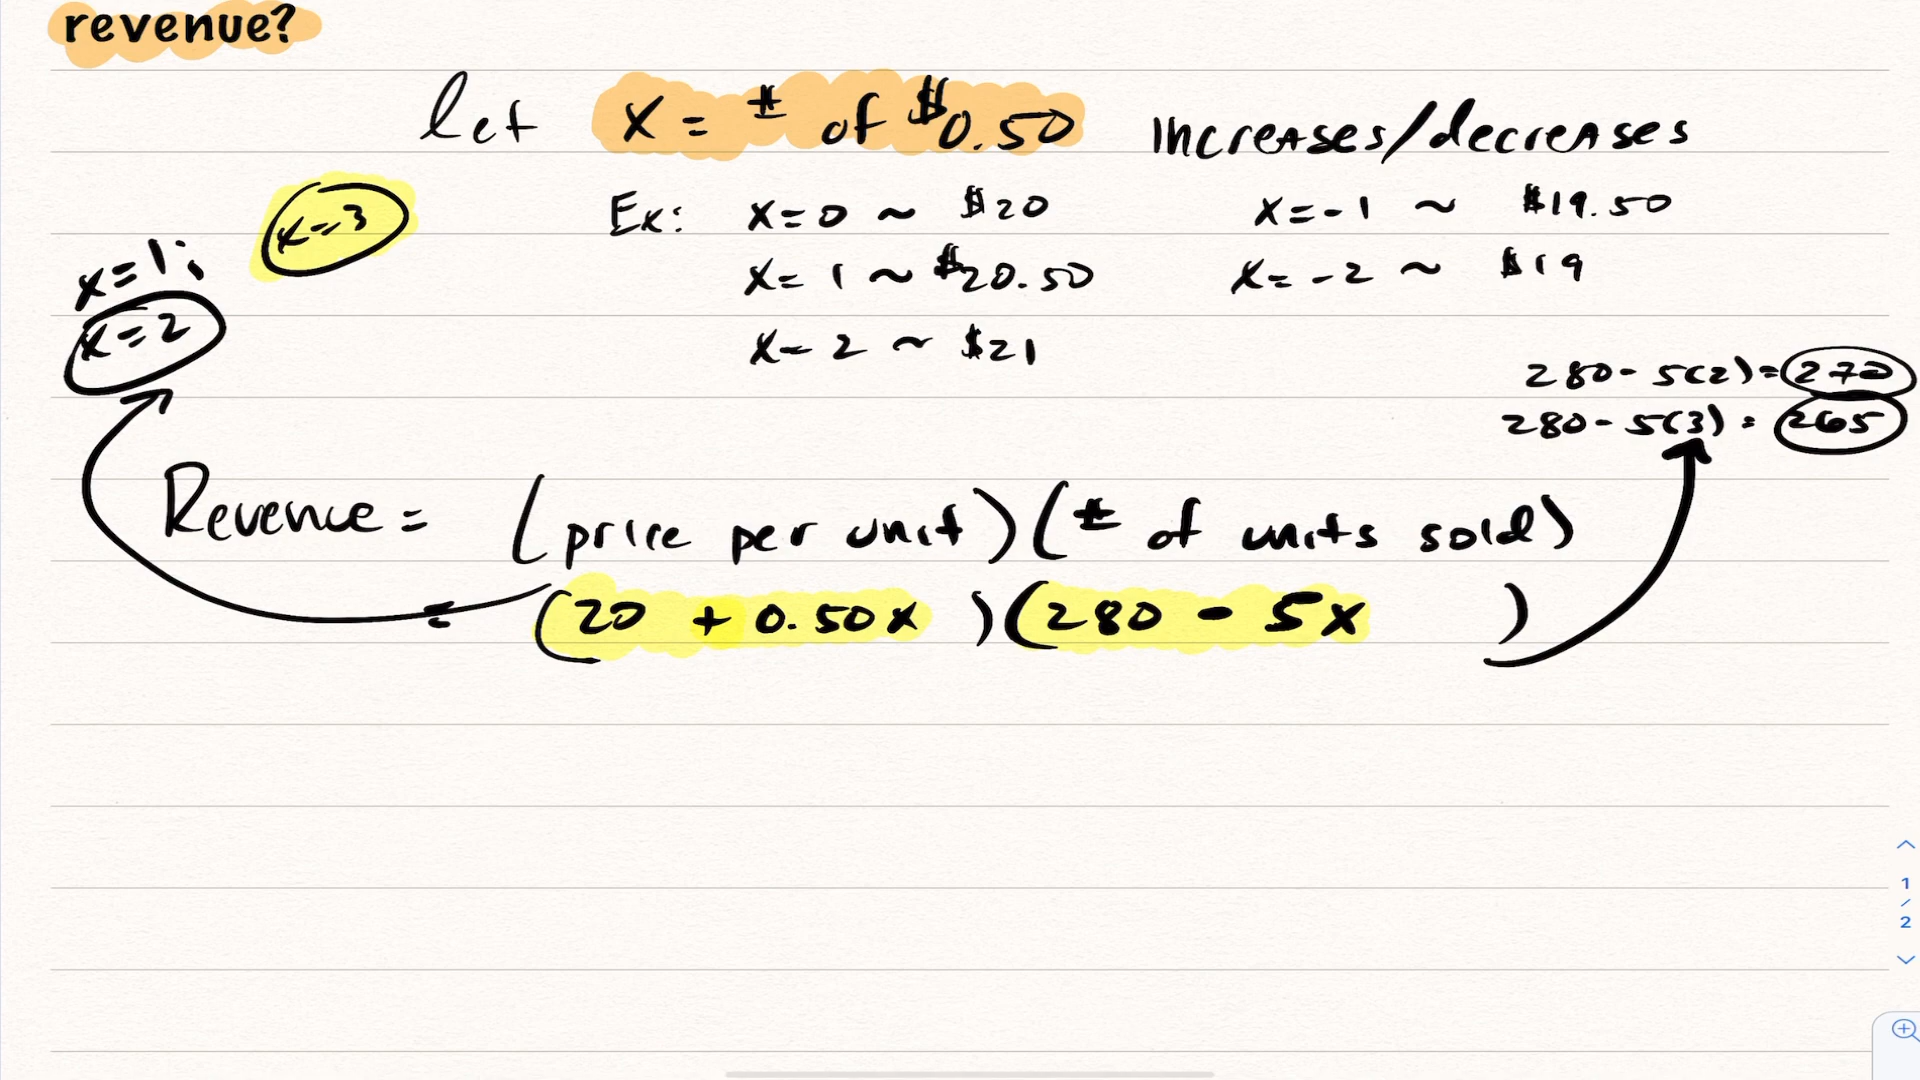 revenue?
let x = # of $0.50 increases/decreases
x=3
Ex: x=0 ~ $20 x=-1 ~ $19.50
x=1;
x= 1 ~ $20.50 x= -2 ~ $19
x=2
x= 2 ~ $21
280- 5(2)= 270
280- 5(3) = 265
Revenue = (price per unit)(# of units sold)
= (20 + 0.50x )(280 - 5x )
1
/
2